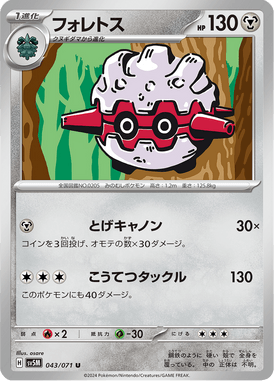 1進化
フォレトス
クヌギダマから進化
HP 130
全国図鑑NO.0205 みのむしポケモン 高さ:1.2m 重さ:125.8kg
とげキャノン 30×
コインを3回投げ、オモテの数×30ダメージ。
こうてつタックル 130
このポケモンにも40ダメージ。
弱点 ×2 抵抗力 -30 にげる
illus. osare
H SV5M 043/071 U
©2024 Pokémon/Nintendo/Creatures/GAME FREAK.